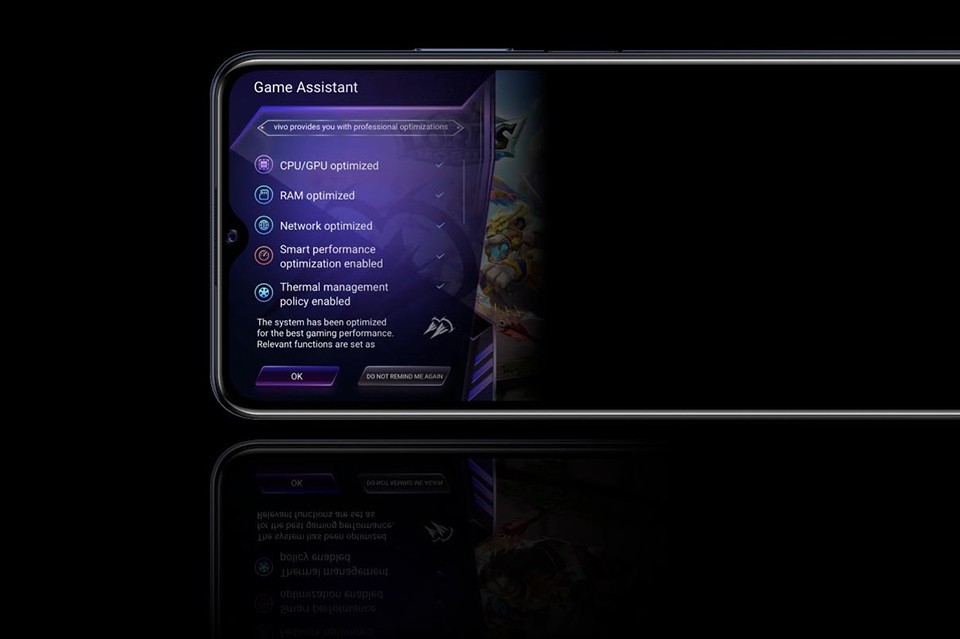 Game Assistant
vivo provides you with professional optimizations
CPU/GPU optimized
RAM optimized
Network optimized
Smart performance
optimization enabled
Thermal management
policy enabled
The system has been optimized
for the best gaming performance.
Relevant functions are set as
OK
DO NOT REMIND ME AGAIN